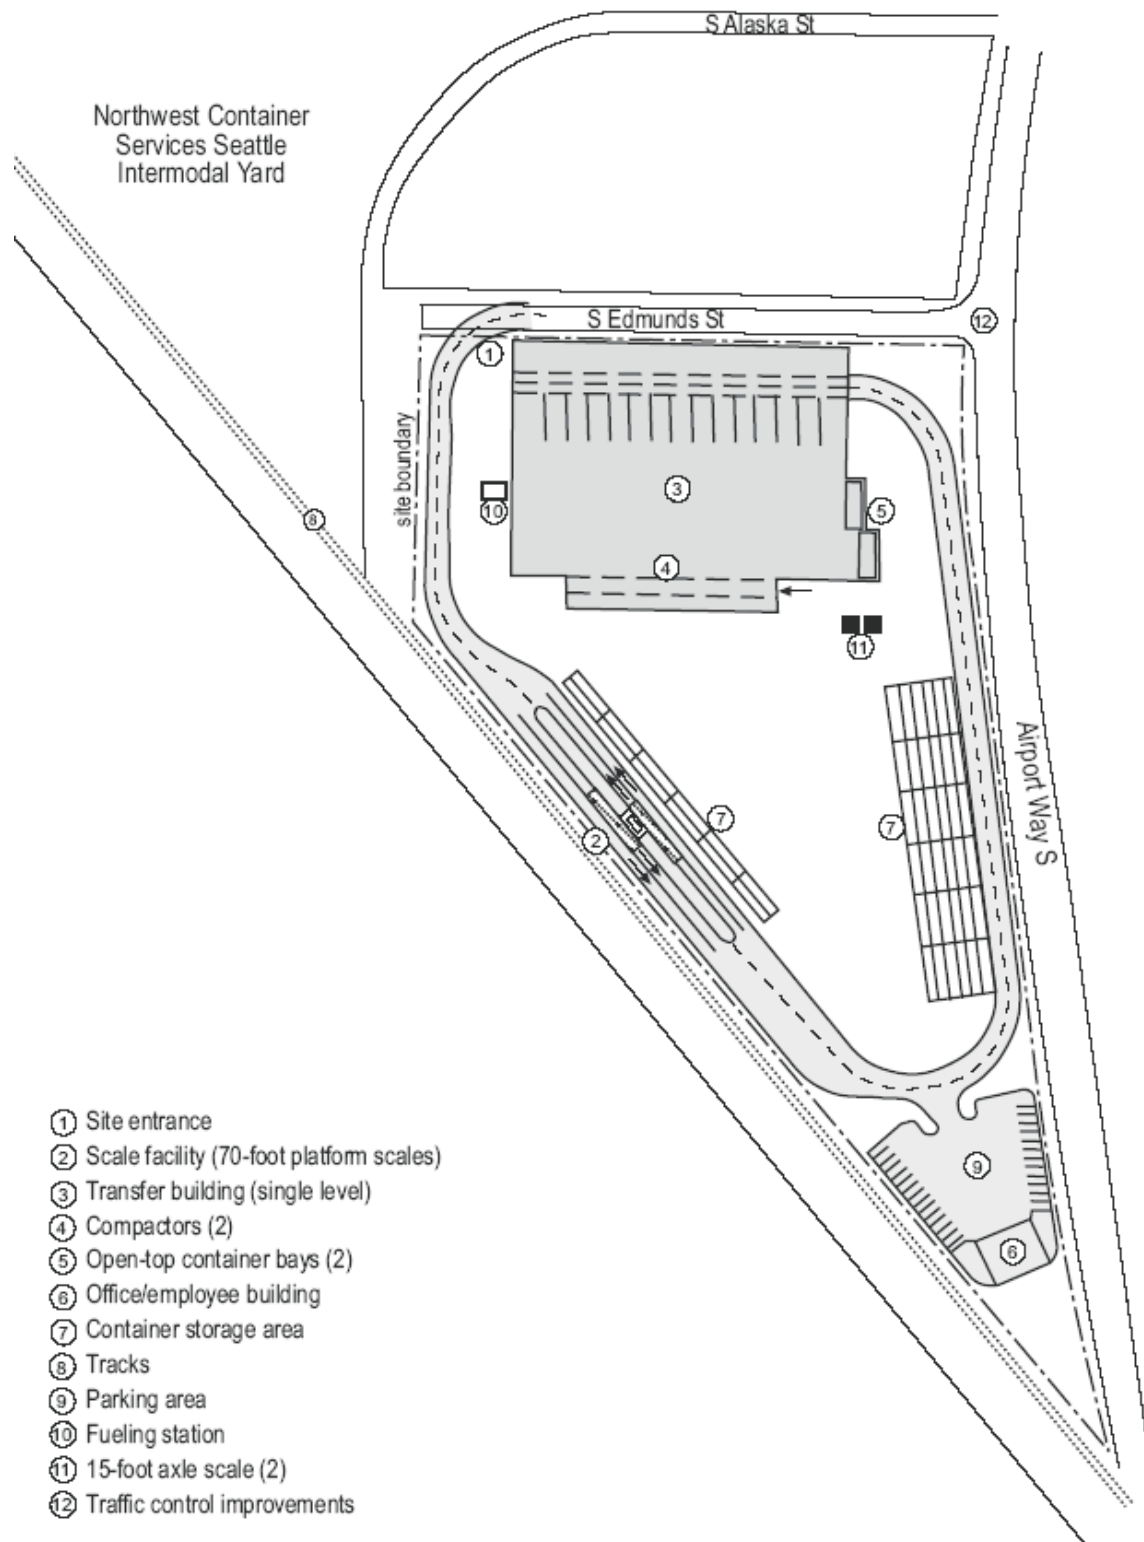 S Alaska St
Northwest Container
Services Seattle
Intermodal Yard
S Edmunds St
12
1
site boundary
3
10
5
8
4
11
Airport Way S
7
7
2
9
6
1 Site entrance
2 Scale facility (70-foot platform scales)
3 Transfer building (single level)
4 Compactors (2)
5 Open-top container bays (2)
6 Office/employee building
7 Container storage area
8 Tracks
9 Parking area
10 Fueling station
11 15-foot axle scale (2)
12 Traffic control improvements